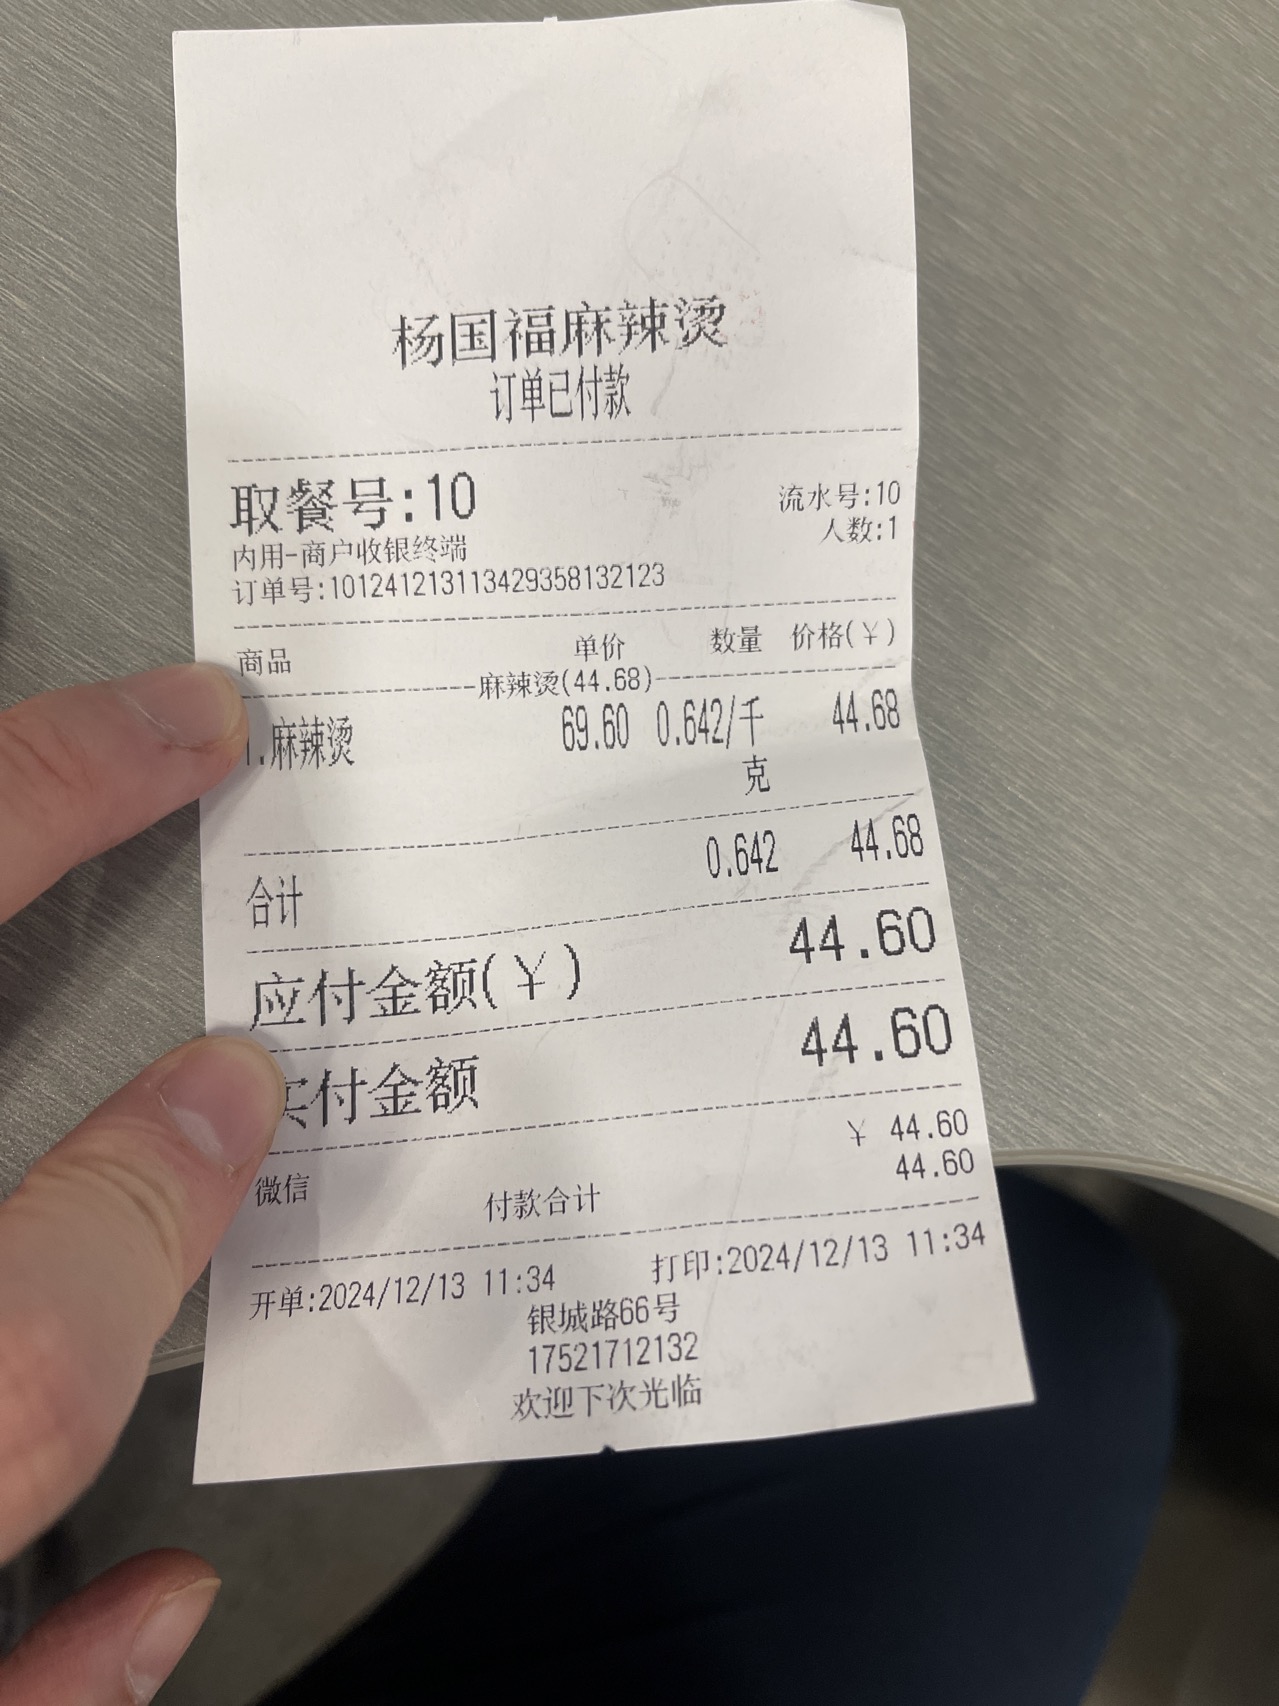 杨国福麻辣烫
订单已付款
取餐号:10
流水号:10
内用-商户收银终端
人数:1
订单号:101241213113429358132123
商品 单价 数量 价格(¥)
麻辣烫(44.68)
1.麻辣烫 69.60 0.642/千克 44.68
合计 0.642 44.68
应付金额(¥) 44.60
实付金额 44.60
微信 ¥ 44.60
付款合计 44.60
开单:2024/12/13 11:34 打印:2024/12/13 11:34
银城路66号
17521712132
欢迎下次光临